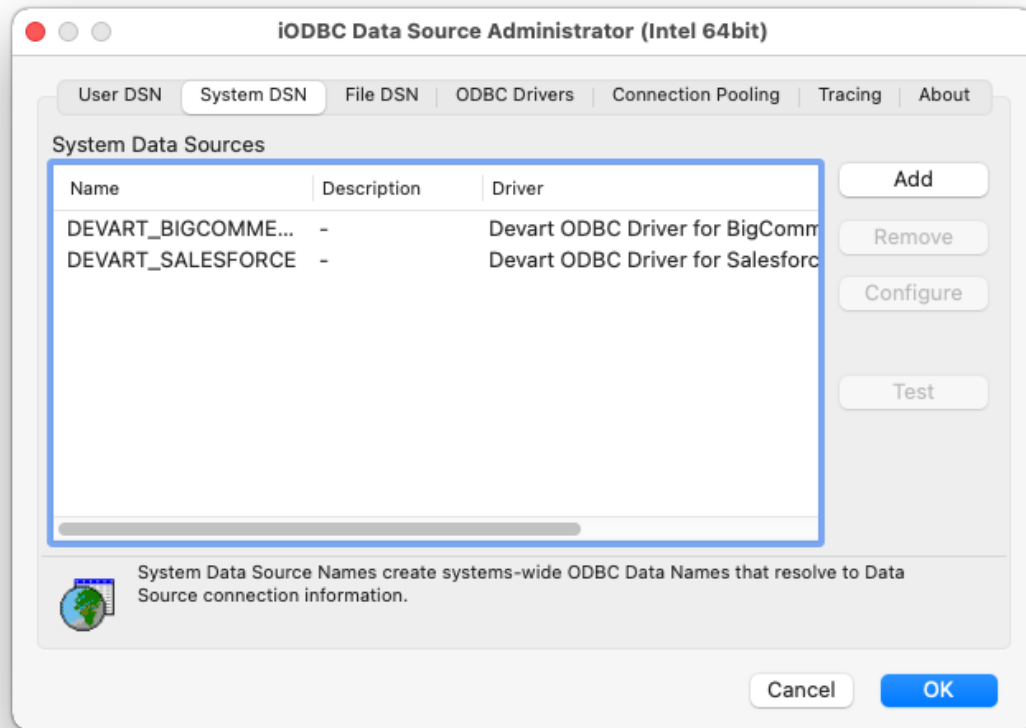 iODBC Data Source Administrator (Intel 64bit)
User DSN System DSN File DSN ODBC Drivers Connection Pooling Tracing About
System Data Sources
Name Description Driver
DEVART_BIGCOMME... - Devart ODBC Driver for BigComm
DEVART_SALESFORCE - Devart ODBC Driver for Salesforc
Add
Remove
Configure
Test
System Data Source Names create systems-wide ODBC Data Names that resolve to Data
Source connection information.
Cancel OK